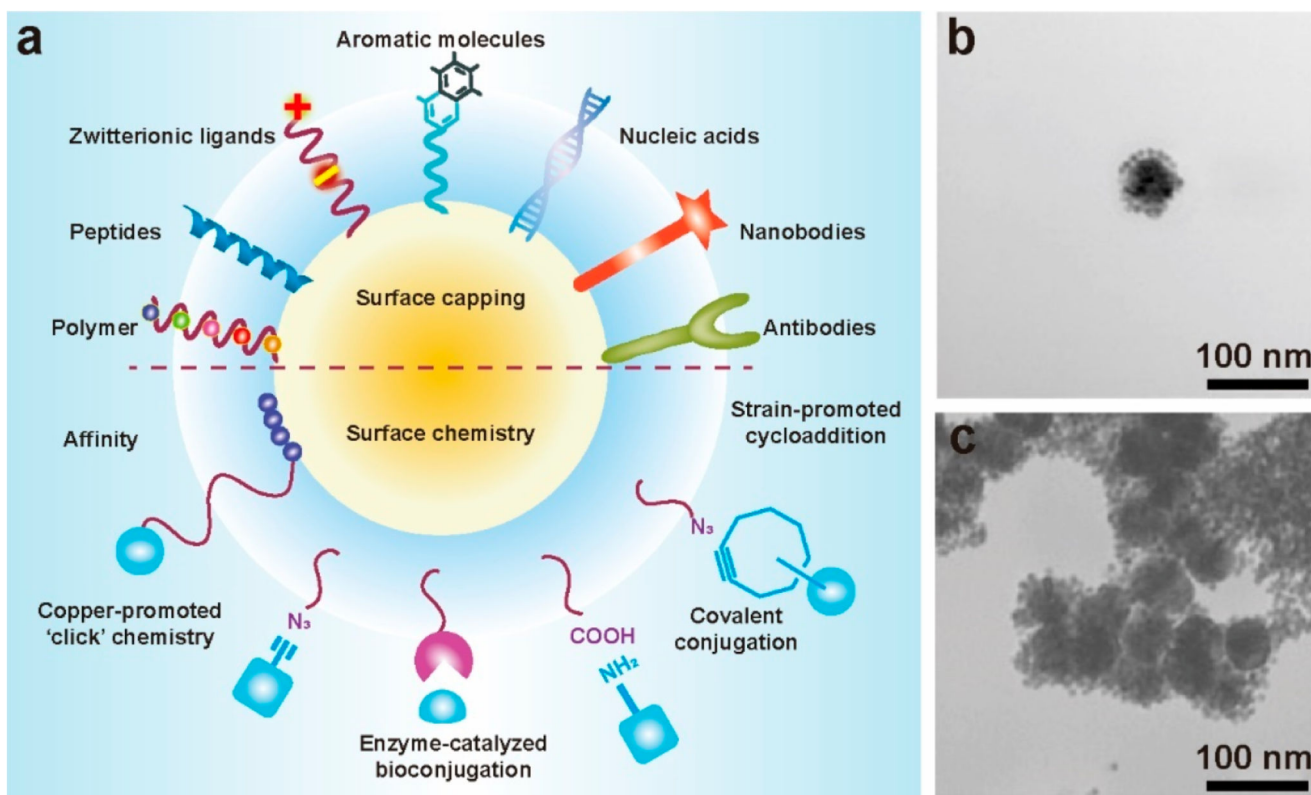 a
Aromatic molecules
Zwitterionic ligands
Nucleic acids
Peptides
Nanobodies
Surface capping
Polymer
Antibodies
Affinity
Surface chemistry
Strain-promoted
cycloaddition
N₃
Copper-promoted
'click' chemistry
N₃
COOH
NH₂
Covalent
conjugation
Enzyme-catalyzed
bioconjugation
b
100 nm
c
100 nm